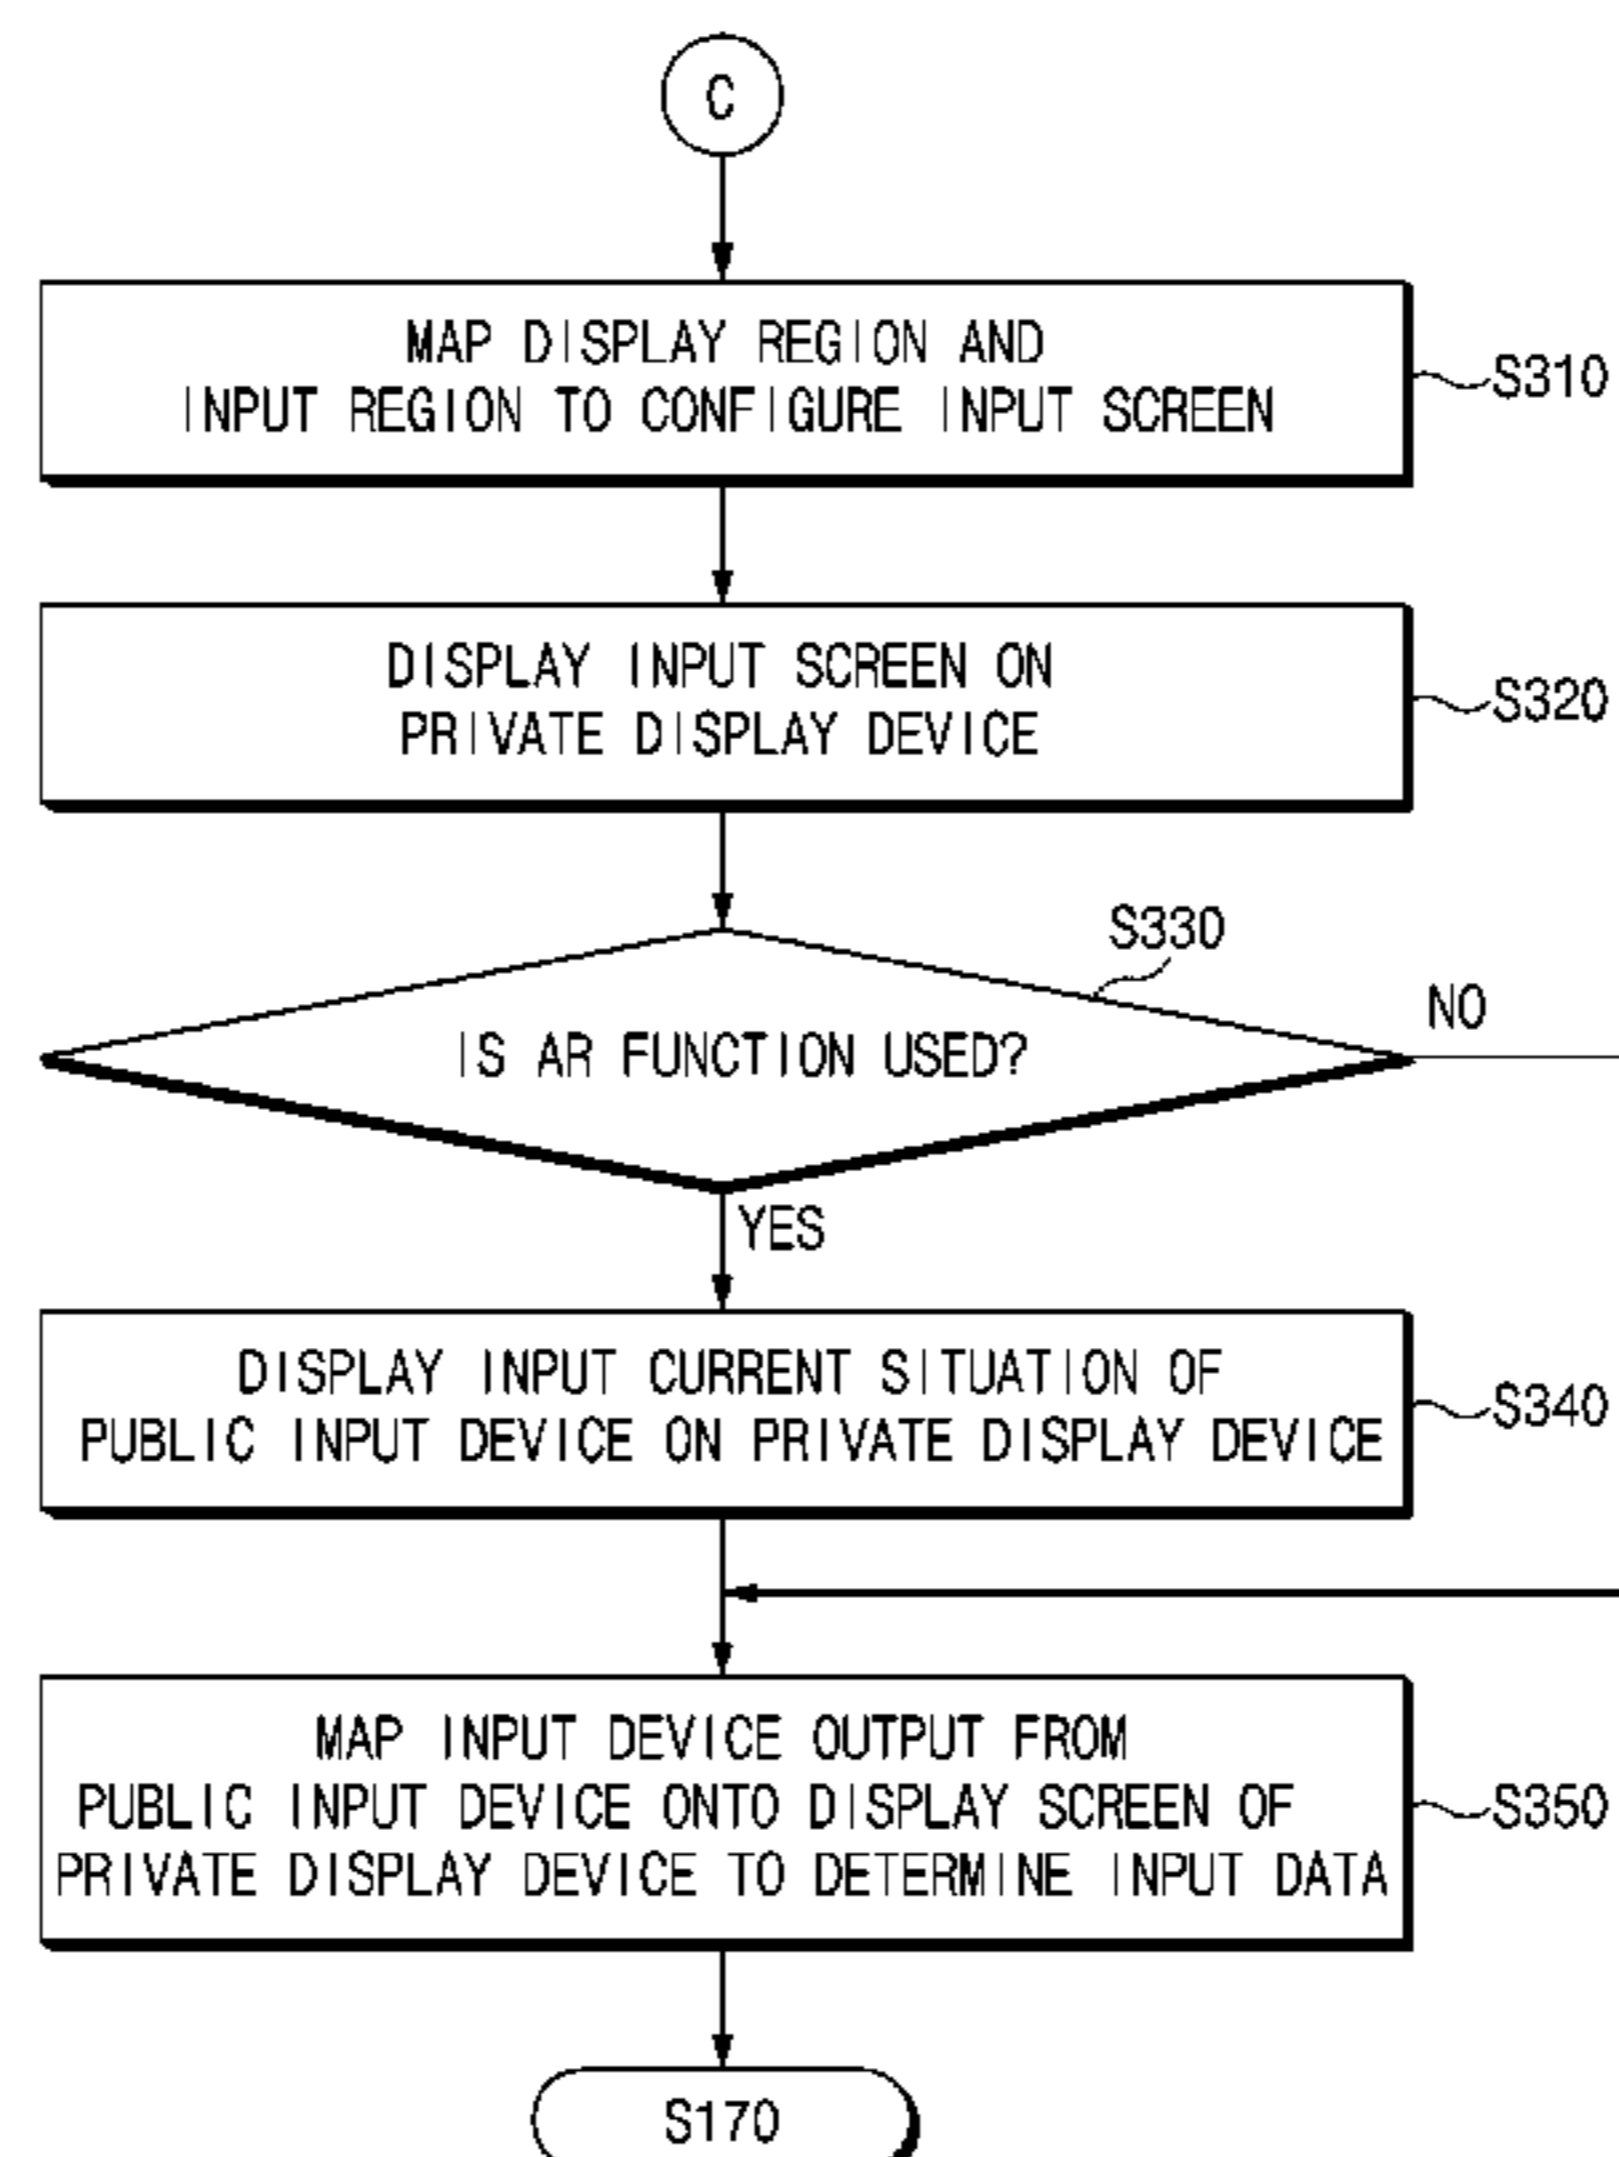 C
MAP DISPLAY REGION AND
INPUT REGION TO CONFIGURE INPUT SCREEN
S310
DISPLAY INPUT SCREEN ON
PRIVATE DISPLAY DEVICE
S320
S330
IS AR FUNCTION USED?
NO
YES
DISPLAY INPUT CURRENT SITUATION OF
PUBLIC INPUT DEVICE ON PRIVATE DISPLAY DEVICE
S340
MAP INPUT DEVICE OUTPUT FROM
PUBLIC INPUT DEVICE ONTO DISPLAY SCREEN OF
PRIVATE DISPLAY DEVICE TO DETERMINE INPUT DATA
S350
S170